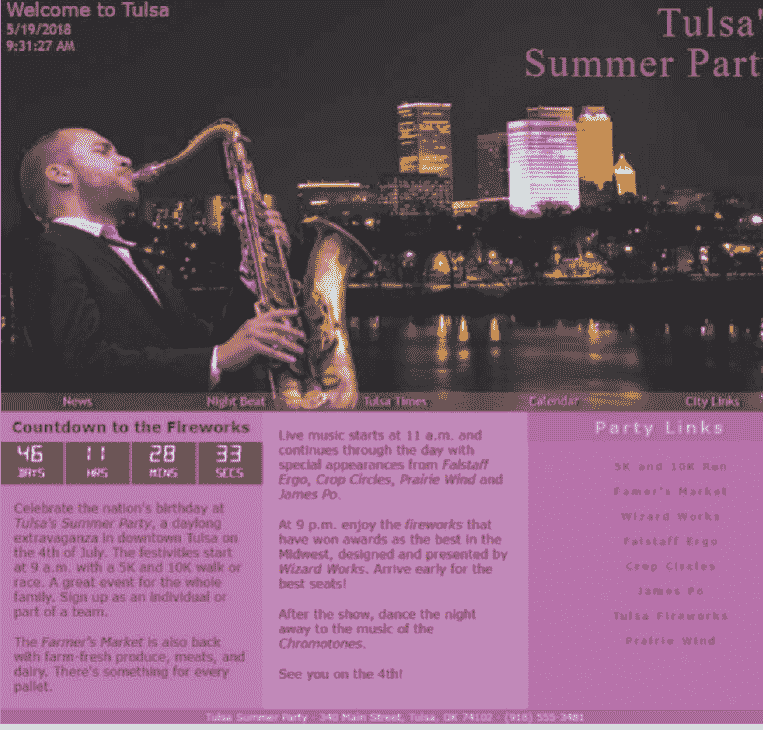 Welcome to Tulsa
5/19/2018
9:31:27 AM
Tulsa'
Summer Part
News Night Beat Tulsa Times Calendar City Links
Countdown to the Fireworks
46 11 28 33
DAYS HRS MINS SECS
Celebrate the nation's birthday at
Tulsa's Summer Party, a daylong
extravaganza in downtown Tulsa on
the 4th of July. The festivities start
at 9 a.m. with a 5K and 10K walk or
race. A great event for the whole
family. Sign up as an individual or
part of a team.
The Farmer's Market is also back
with farm-fresh produce, meats, and
dairy. There's something for every
pallet.
Live music starts at 11 a.m. and
continues through the day with
special appearances from Falstaff
Ergo, Crop Circles, Prairie Wind and
James Po.
At 9 p.m. enjoy the fireworks that
have won awards as the best in the
Midwest, designed and presented by
Wizard Works. Arrive early for the
best seats!
After the show, dance the night
away to the music of the
Chromotones.
See you on the 4th!
Party Links
5K and 10K Run
Famer's Market
Wizard Works
Falstaff Ergo
Crop Circles
James Po
Tulsa Fireworks
Prairie Wind
Tulsa Summer Party · 340 Main Street, Tulsa, OK 74102 · (918) 555-3481